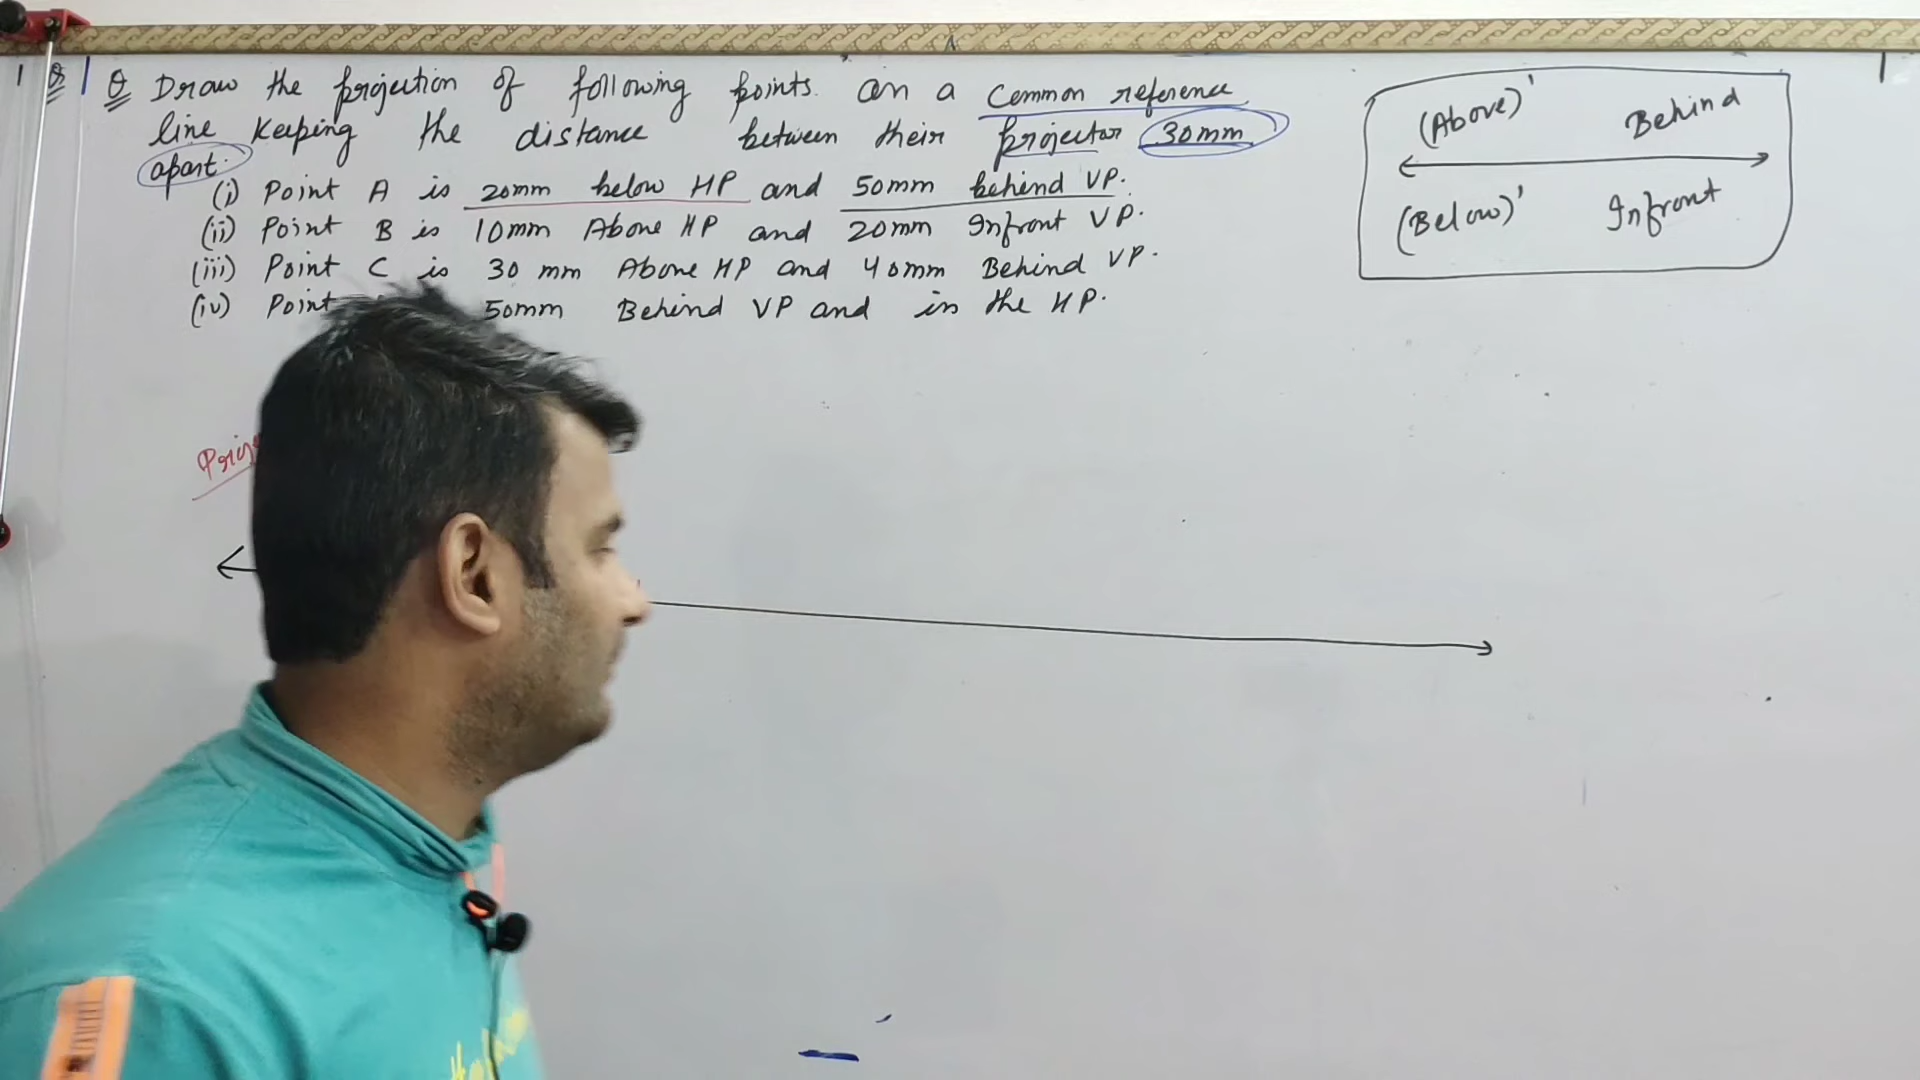 Q Draw the projection of following points. on a Common reference
line keeping the distance between their projector 30mm
apart.
(i) Point A is 20mm below HP and 50mm behind VP.
(ii) Point B is 10mm Above HP and 20mm Infront VP.
(iii) Point C is 30 mm Above HP and 40mm Behind VP.
(iv) Point 50mm Behind VP and in the HP.
(Above)' Behind
(Below)' Infront